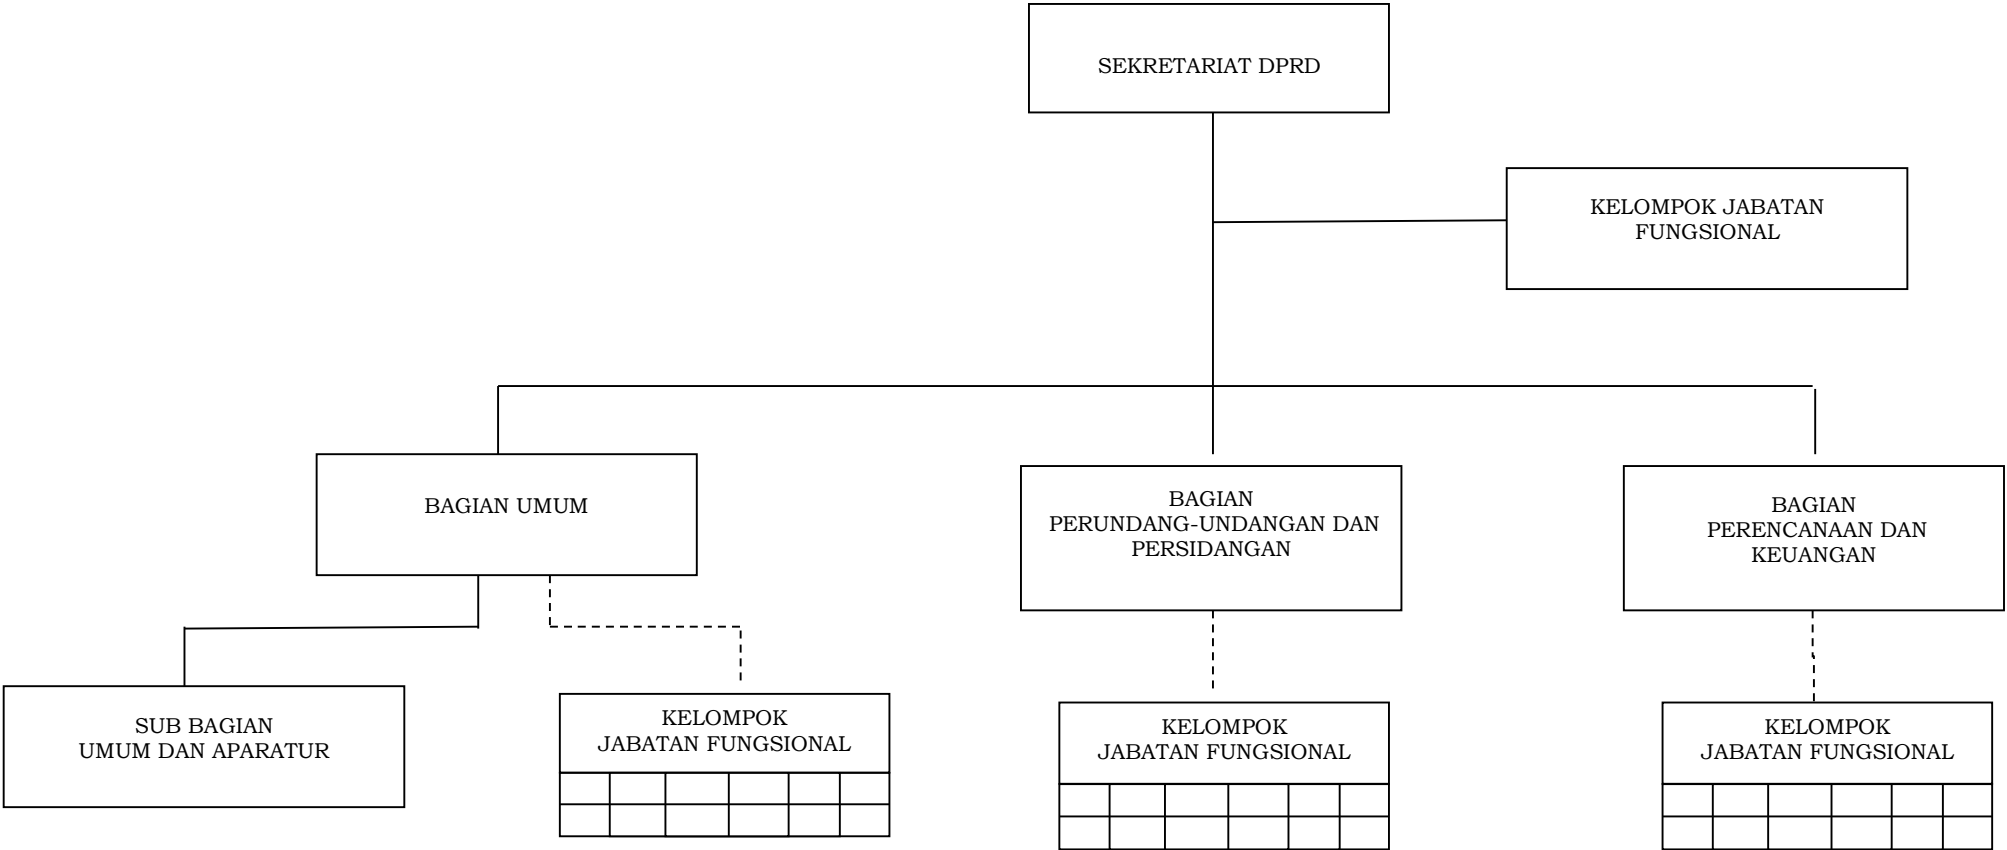 SEKRETARIAT DPRD
KELOMPOK JABATAN
FUNGSIONAL
BAGIAN UMUM
BAGIAN
PERUNDANG-UNDANGAN DAN
PERSIDANGAN
BAGIAN
PERENCANAAN DAN
KEUANGAN
SUB BAGIAN
UMUM DAN APARATUR
KELOMPOK
JABATAN FUNGSIONAL
KELOMPOK
JABATAN FUNGSIONAL
KELOMPOK
JABATAN FUNGSIONAL